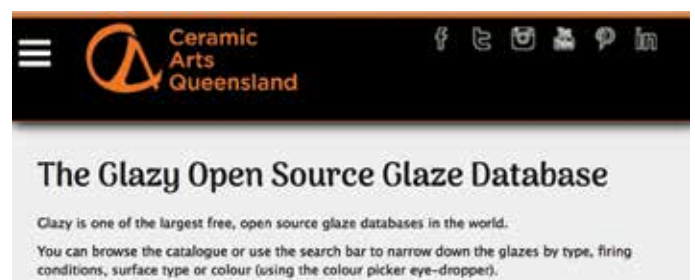 Ceramic
Arts
Queensland
The Glazy Open Source Glaze Database
Glazy is one of the largest free, open source glaze databases in the world.
You can browse the catalogue or use the search bar to narrow down the glazes by type, firing
conditions, surface type or colour (using the colour picker eye-dropper).